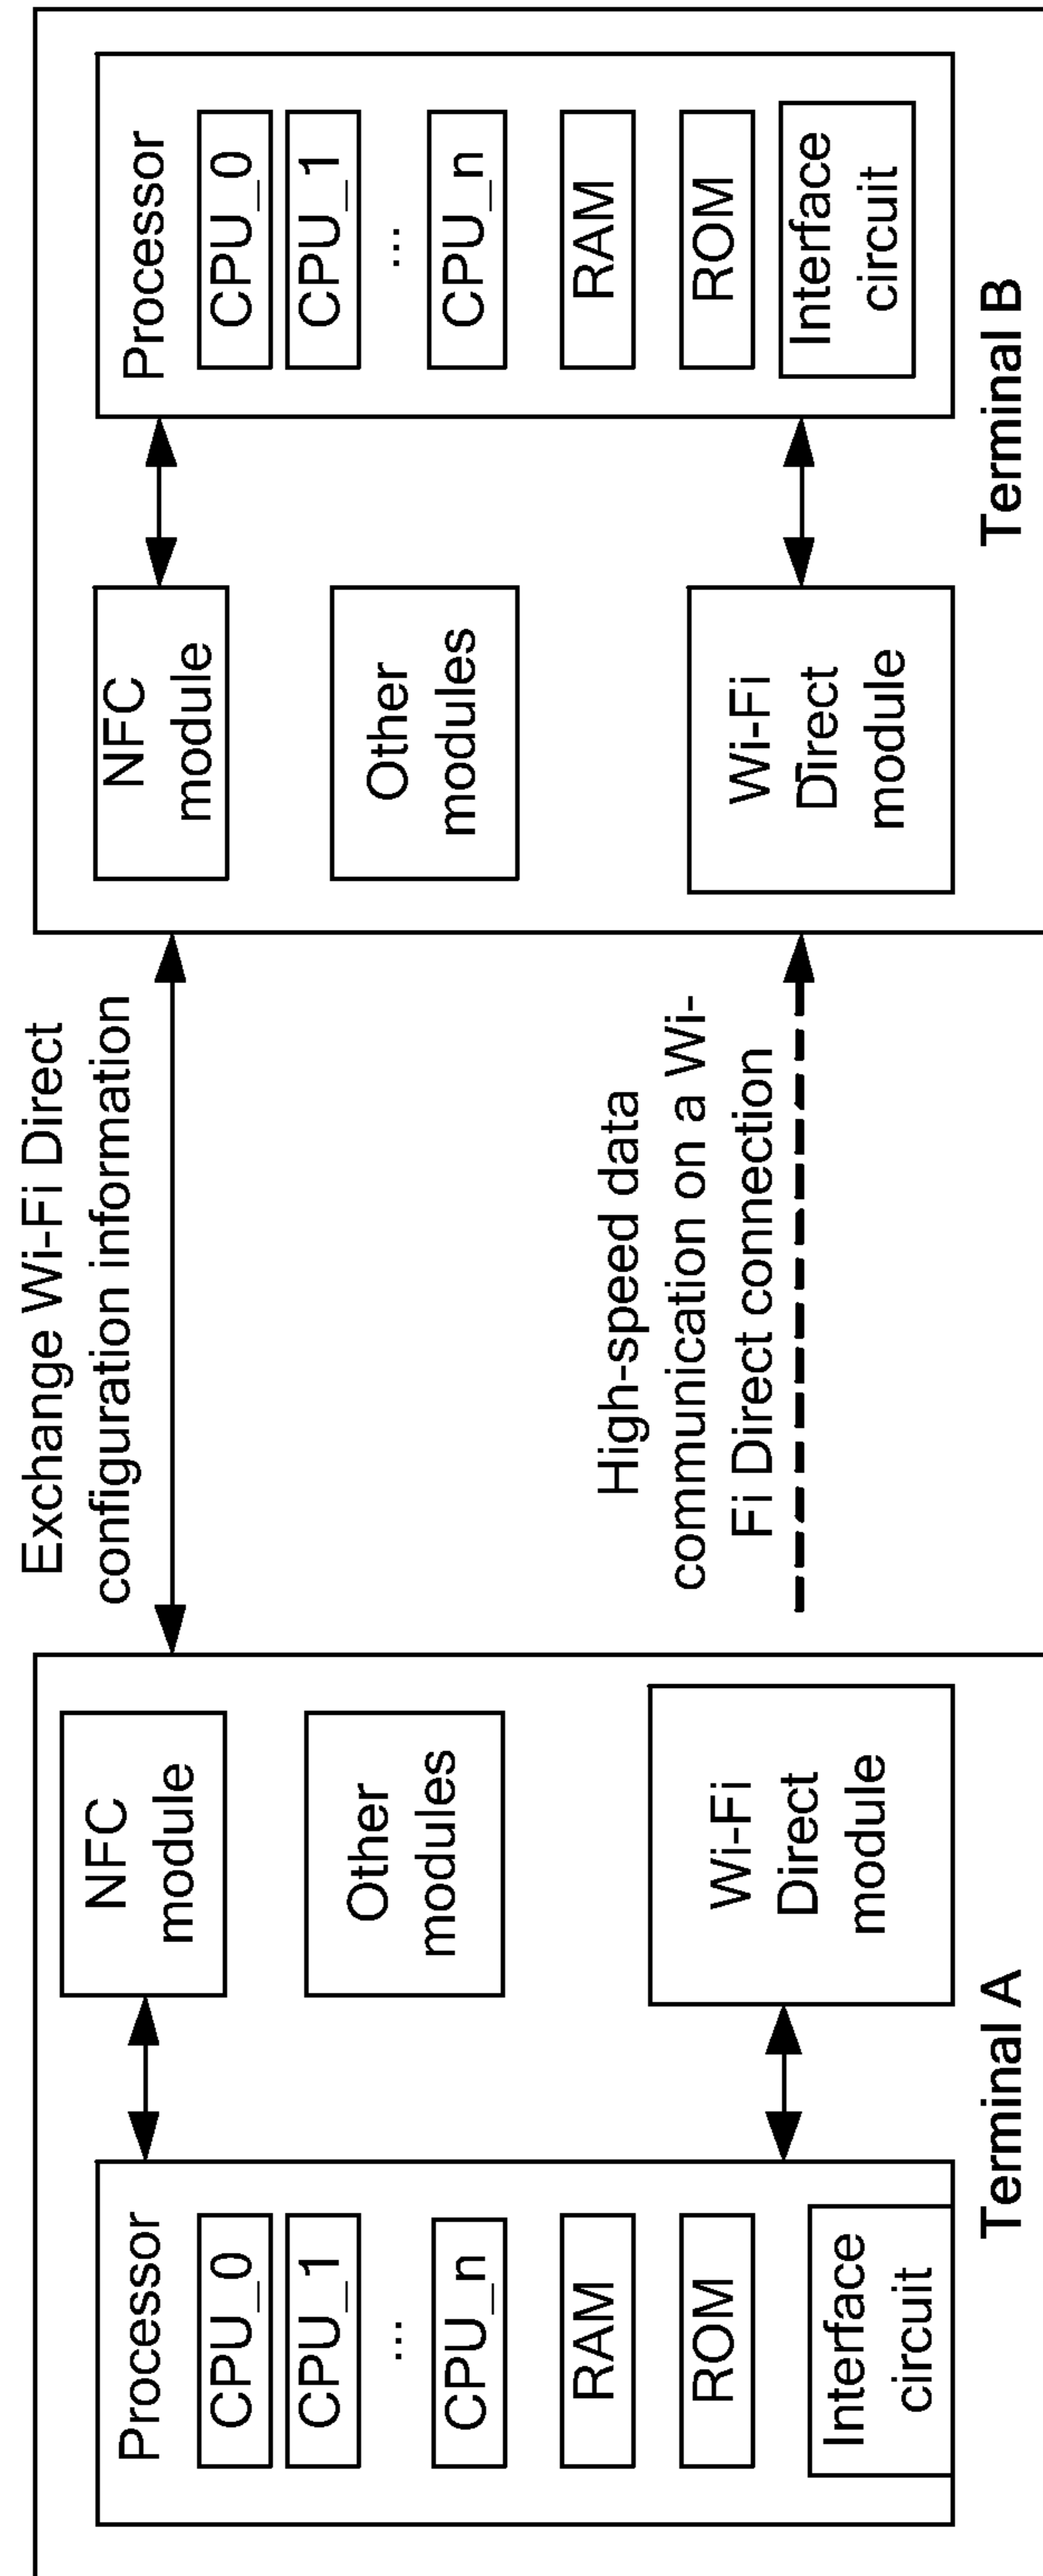 Processor
CPU_0
CPU_1
...
CPU_n
RAM
ROM
Interface
circuit
NFC
module
Other
modules
Wi-Fi
Direct
module
Terminal A
Exchange Wi-Fi Direct
configuration information
High-speed data
communication on a Wi-
Fi Direct connection
NFC
module
Other
modules
Wi-Fi
Direct
module
Processor
CPU_0
CPU_1
...
CPU_n
RAM
ROM
Interface
circuit
Terminal B